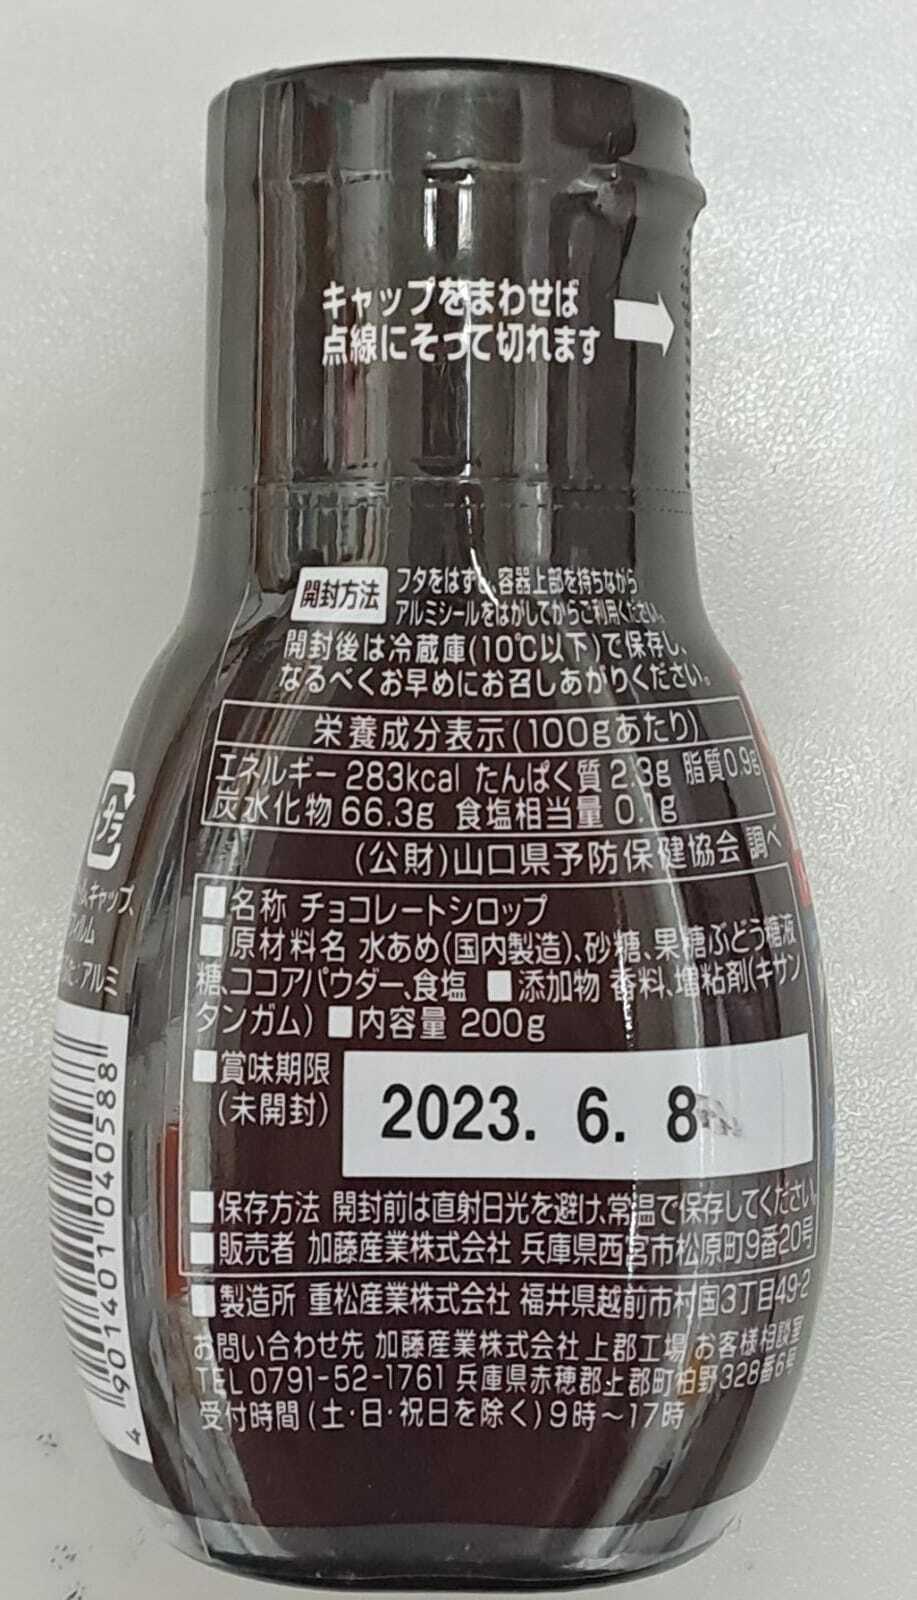 キャップをまわせば
点線にそって切れます
開封方法
フタをはずし、容器上部を持ちながら
アルミシールをはがしてからご利用ください。
開封後は冷蔵庫(10℃以下)で保存し、
なるべくお早めにお召しあがりください。
栄養成分表示(100gあたり)
エネルギー 283kcal たんぱく質 2.3g 脂質0.9g
炭水化物 66.3g 食塩相当量 0.1g
(公財)山口県予防保健協会 調べ
■名称 チョコレートシロップ
■原材料名 水あめ(国内製造)、砂糖、果糖ぶどう糖液
糖、ココアパウダー、食塩 ■添加物 香料、増粘剤(キサン
タンガム) ■内容量 200g
■賞味期限
(未開封)
2023. 6. 8
■保存方法 開封前は直射日光を避け、常温で保存してください。
■販売者 加藤産業株式会社 兵庫県西宮市松原町9番20号
■製造所 重松産業株式会社 福井県越前市村国3丁目49-2
お問い合わせ先 加藤産業株式会社上郡工場 お客様相談室
TEL 0791-52-1761 兵庫県赤穂郡上郡町柏野328番6号
受付時間(土・日・祝日を除く)9時～17時
プラ
キャップ、
アルミ
4 901401 040588